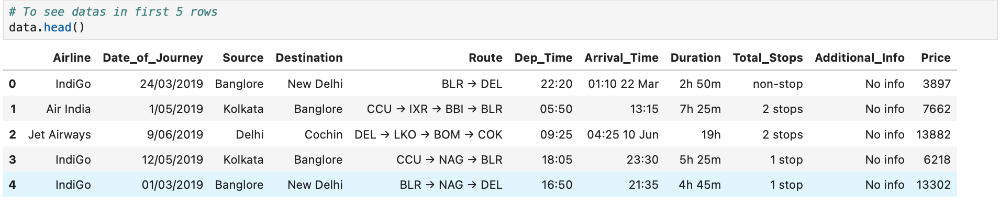 # To see datas in first 5 rows
data.head()
Airline Date_of_Journey Source Destination Route Dep_Time Arrival_Time Duration Total_Stops Additional_Info Price
0 IndiGo 24/03/2019 Banglore New Delhi BLR → DEL 22:20 01:10 22 Mar 2h 50m non-stop No info 3897
1 Air India 1/05/2019 Kolkata Banglore CCU → IXR → BBI → BLR 05:50 13:15 7h 25m 2 stops No info 7662
2 Jet Airways 9/06/2019 Delhi Cochin DEL → LKO → BOM → COK 09:25 04:25 10 Jun 19h 2 stops No info 13882
3 IndiGo 12/05/2019 Kolkata Banglore CCU → NAG → BLR 18:05 23:30 5h 25m 1 stop No info 6218
4 IndiGo 01/03/2019 Banglore New Delhi BLR → NAG → DEL 16:50 21:35 4h 45m 1 stop No info 13302